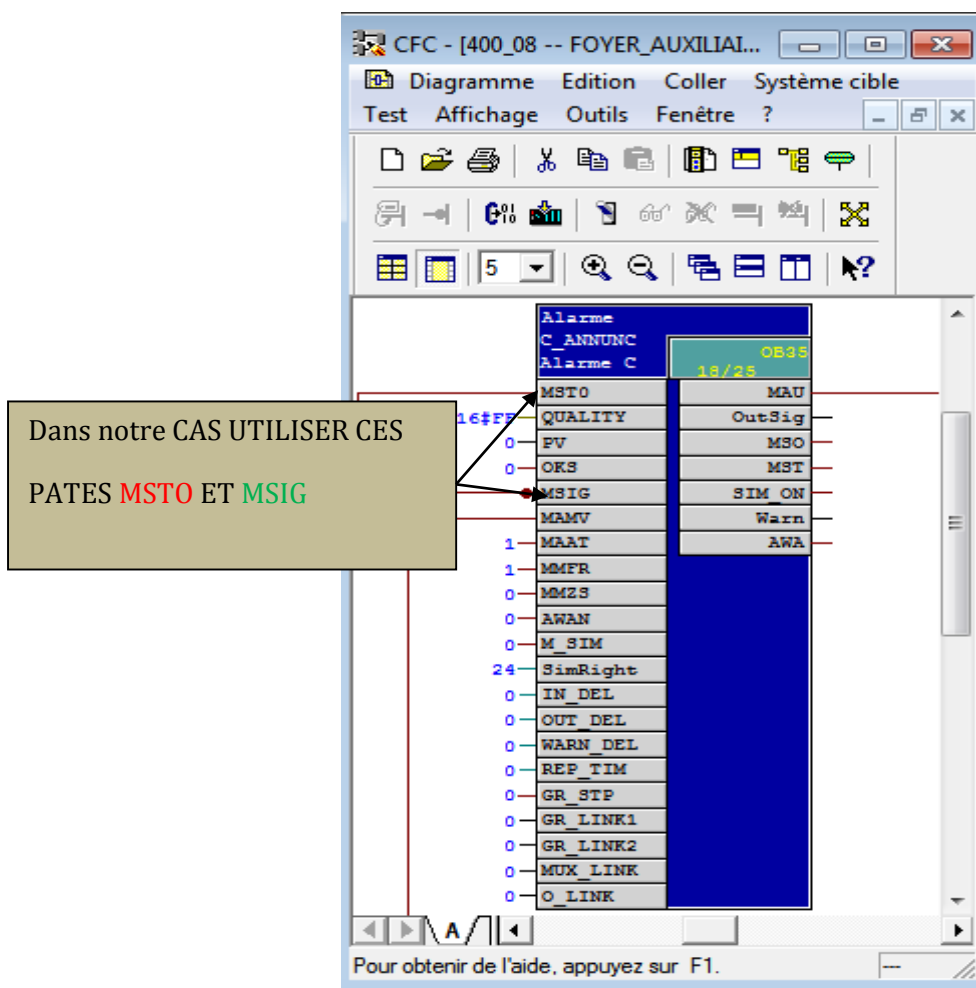 CFC - [400_08 -- FOYER_AUXILIAI...
Diagramme Edition Coller Système cible
Test Affichage Outils Fenêtre ?
5
Alarme
C_ANNUNC
Alarme C
OB35
18/25
MST0 MAU
16#FF QUALITY OutSig
0 PV MSO
0 OKS MST
MSIG SIM_ON
MAMV Warn
1 MAAT AWA
1 MMFR
0 MMZS
0 AWAN
0 M_SIM
24 SimRight
0 IN_DEL
0 OUT_DEL
0 WARN_DEL
0 REP_TIM
0 GR_STP
0 GR_LINK1
0 GR_LINK2
0 MUX_LINK
0 O_LINK
Dans notre CAS UTILISER CES
PATES MSTO ET MSIG
A
Pour obtenir de l'aide, appuyez sur F1.
---